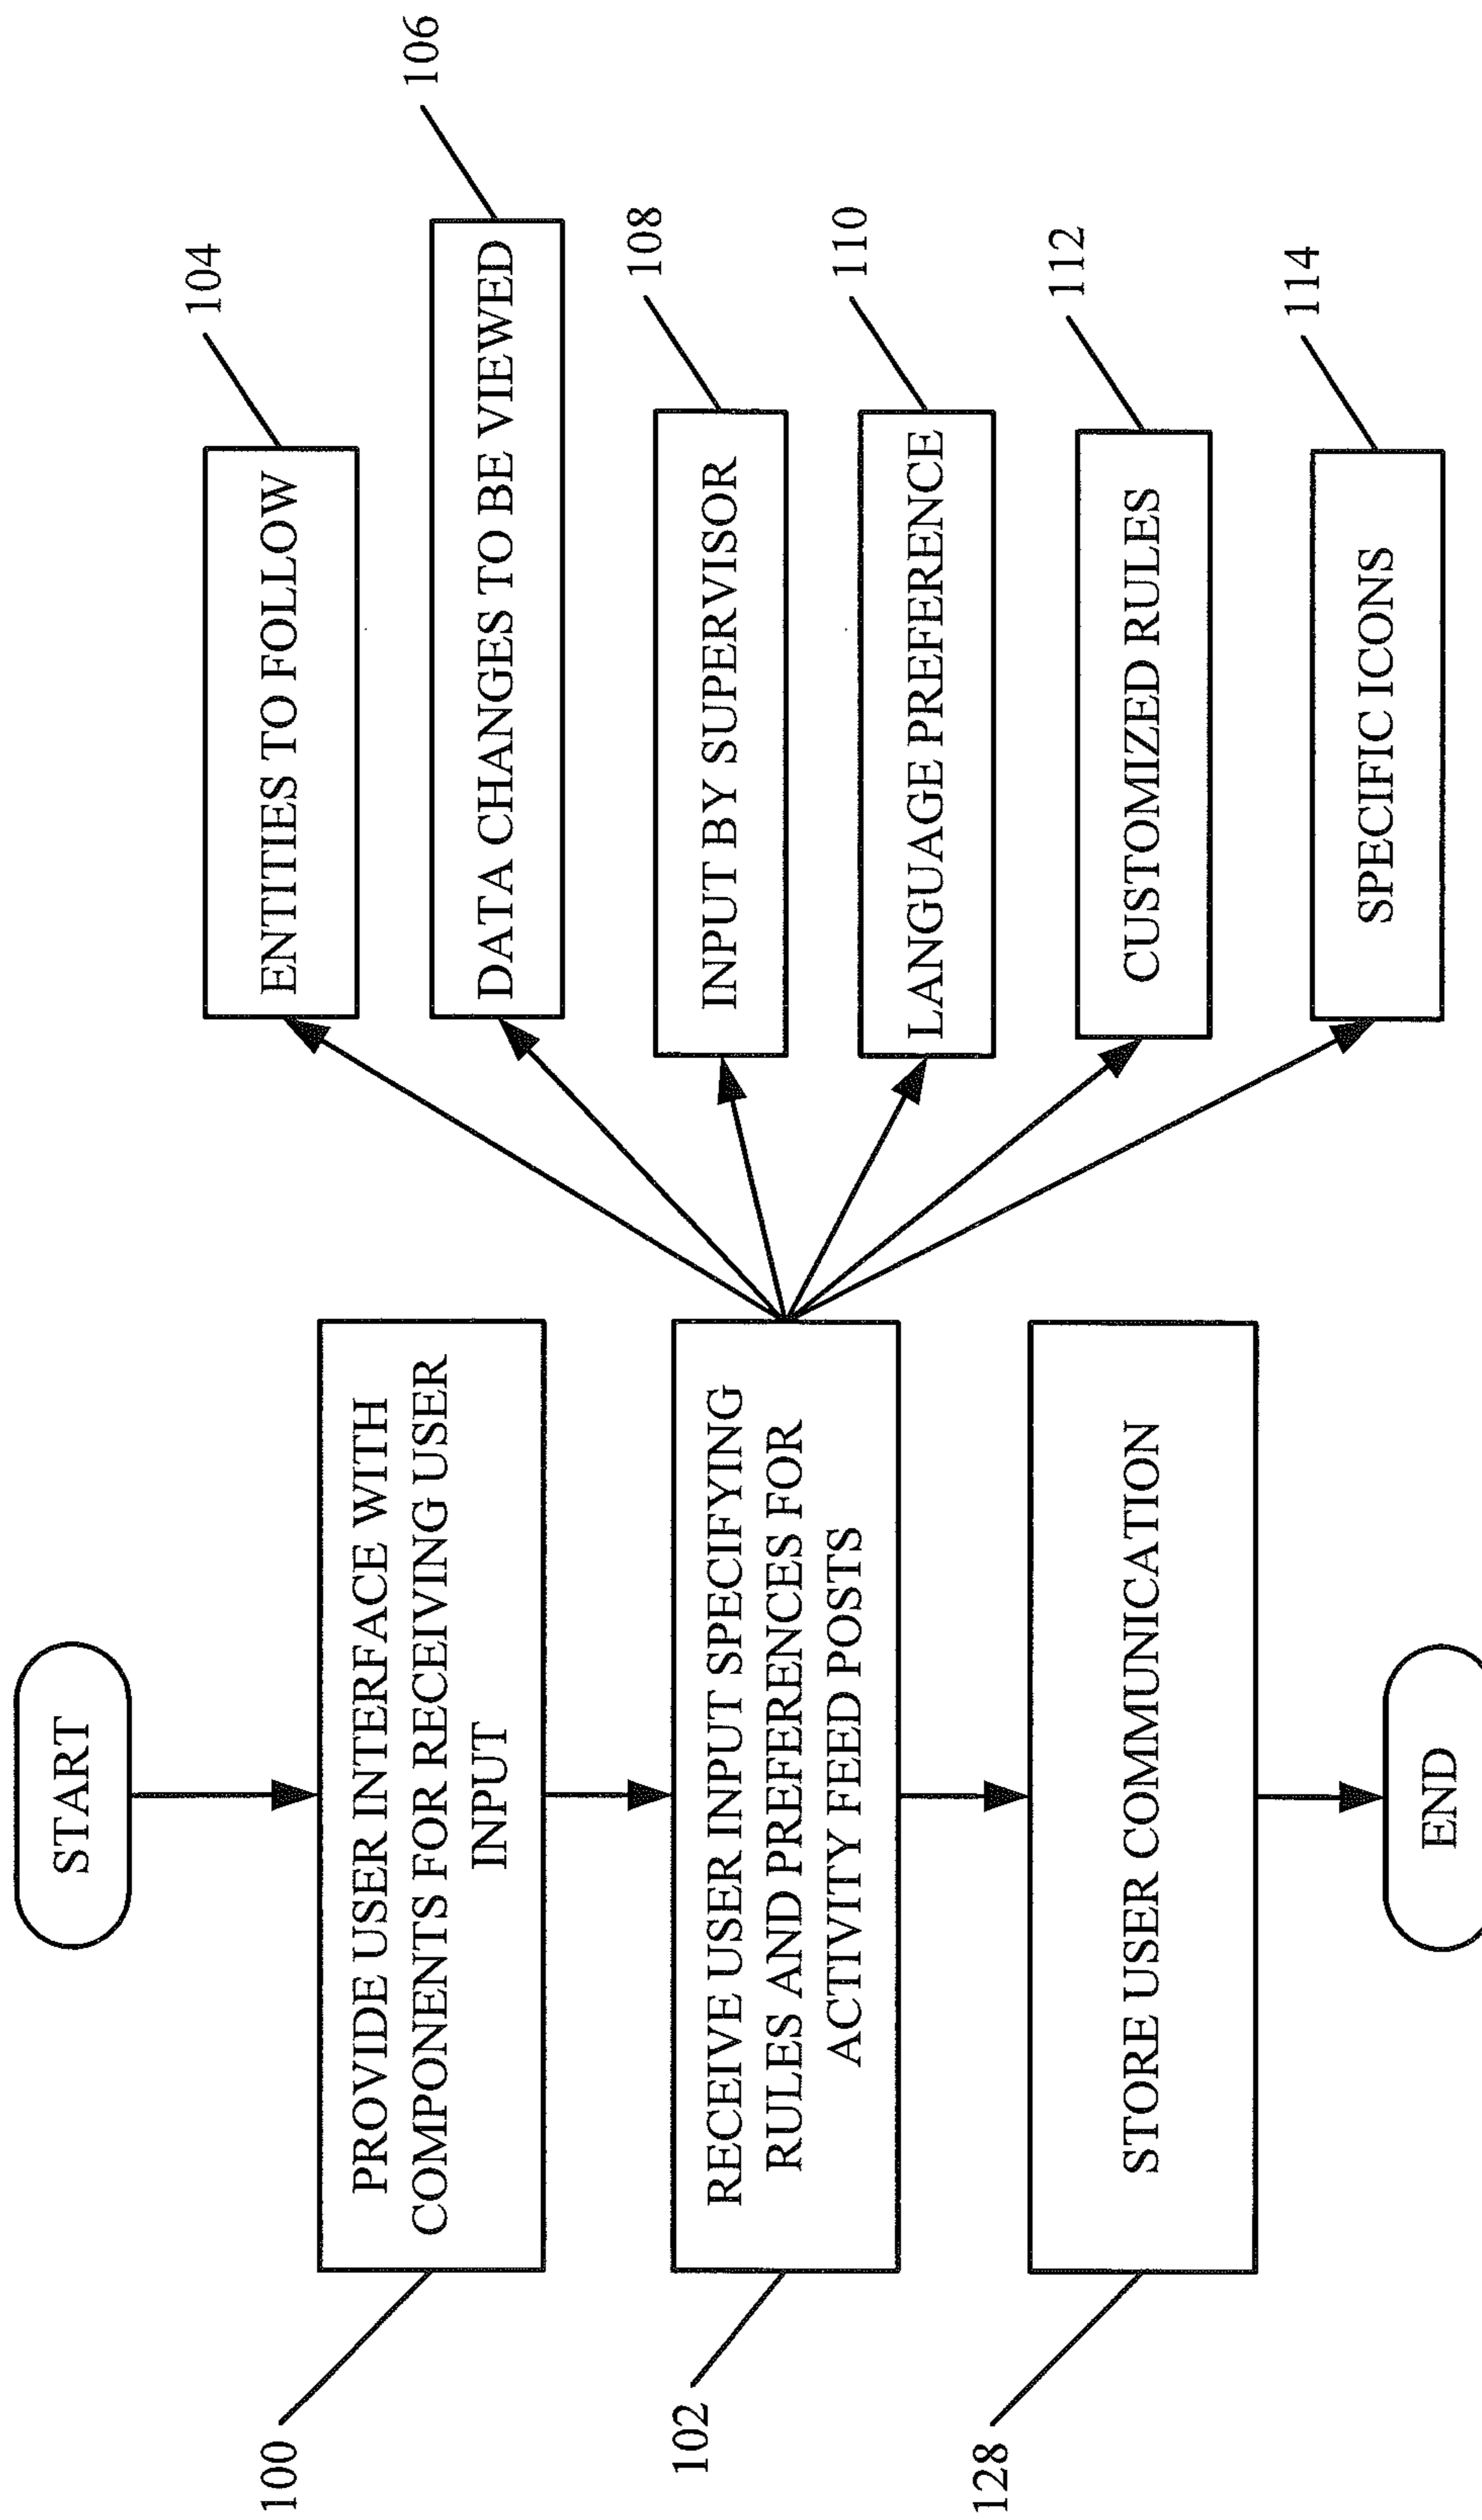 START
100
PROVIDE USER INTERFACE WITH
COMPONENTS FOR RECEIVING USER
INPUT
102
RECEIVE USER INPUT SPECIFYING
RULES AND PREFERENCES FOR
ACTIVITY FEED POSTS
128
STORE USER COMMUNICATION
END
104
ENTITIES TO FOLLOW
106
DATA CHANGES TO BE VIEWED
108
INPUT BY SUPERVISOR
110
LANGUAGE PREFERENCE
112
CUSTOMIZED RULES
114
SPECIFIC ICONS